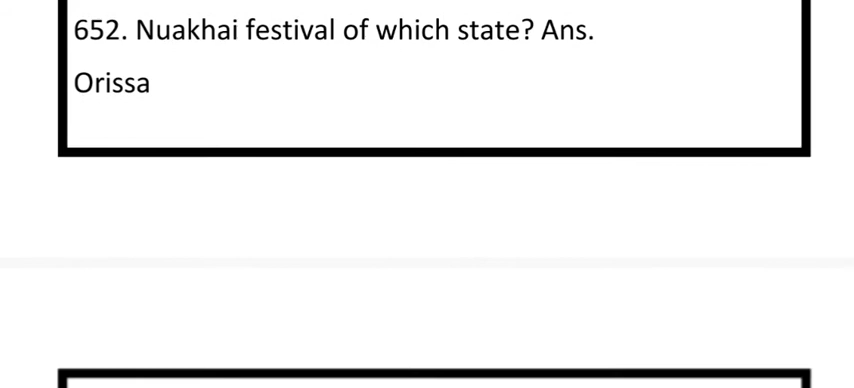 652. Nuakhai festival of which state? Ans.
Orissa